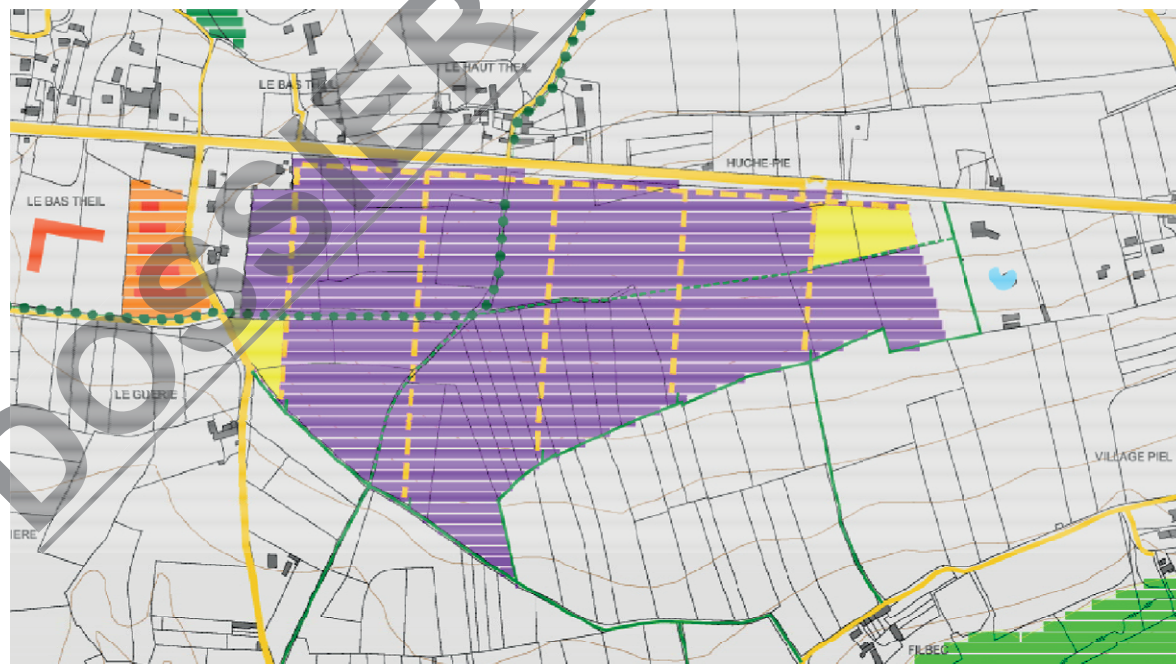 LE HAUT THEIL
LE BAS THEIL
HUCHE-PIE
LE BAS THEIL
LE GUERIE
VILLAGE PIEL
IERE
FILBEC
DOSSIER